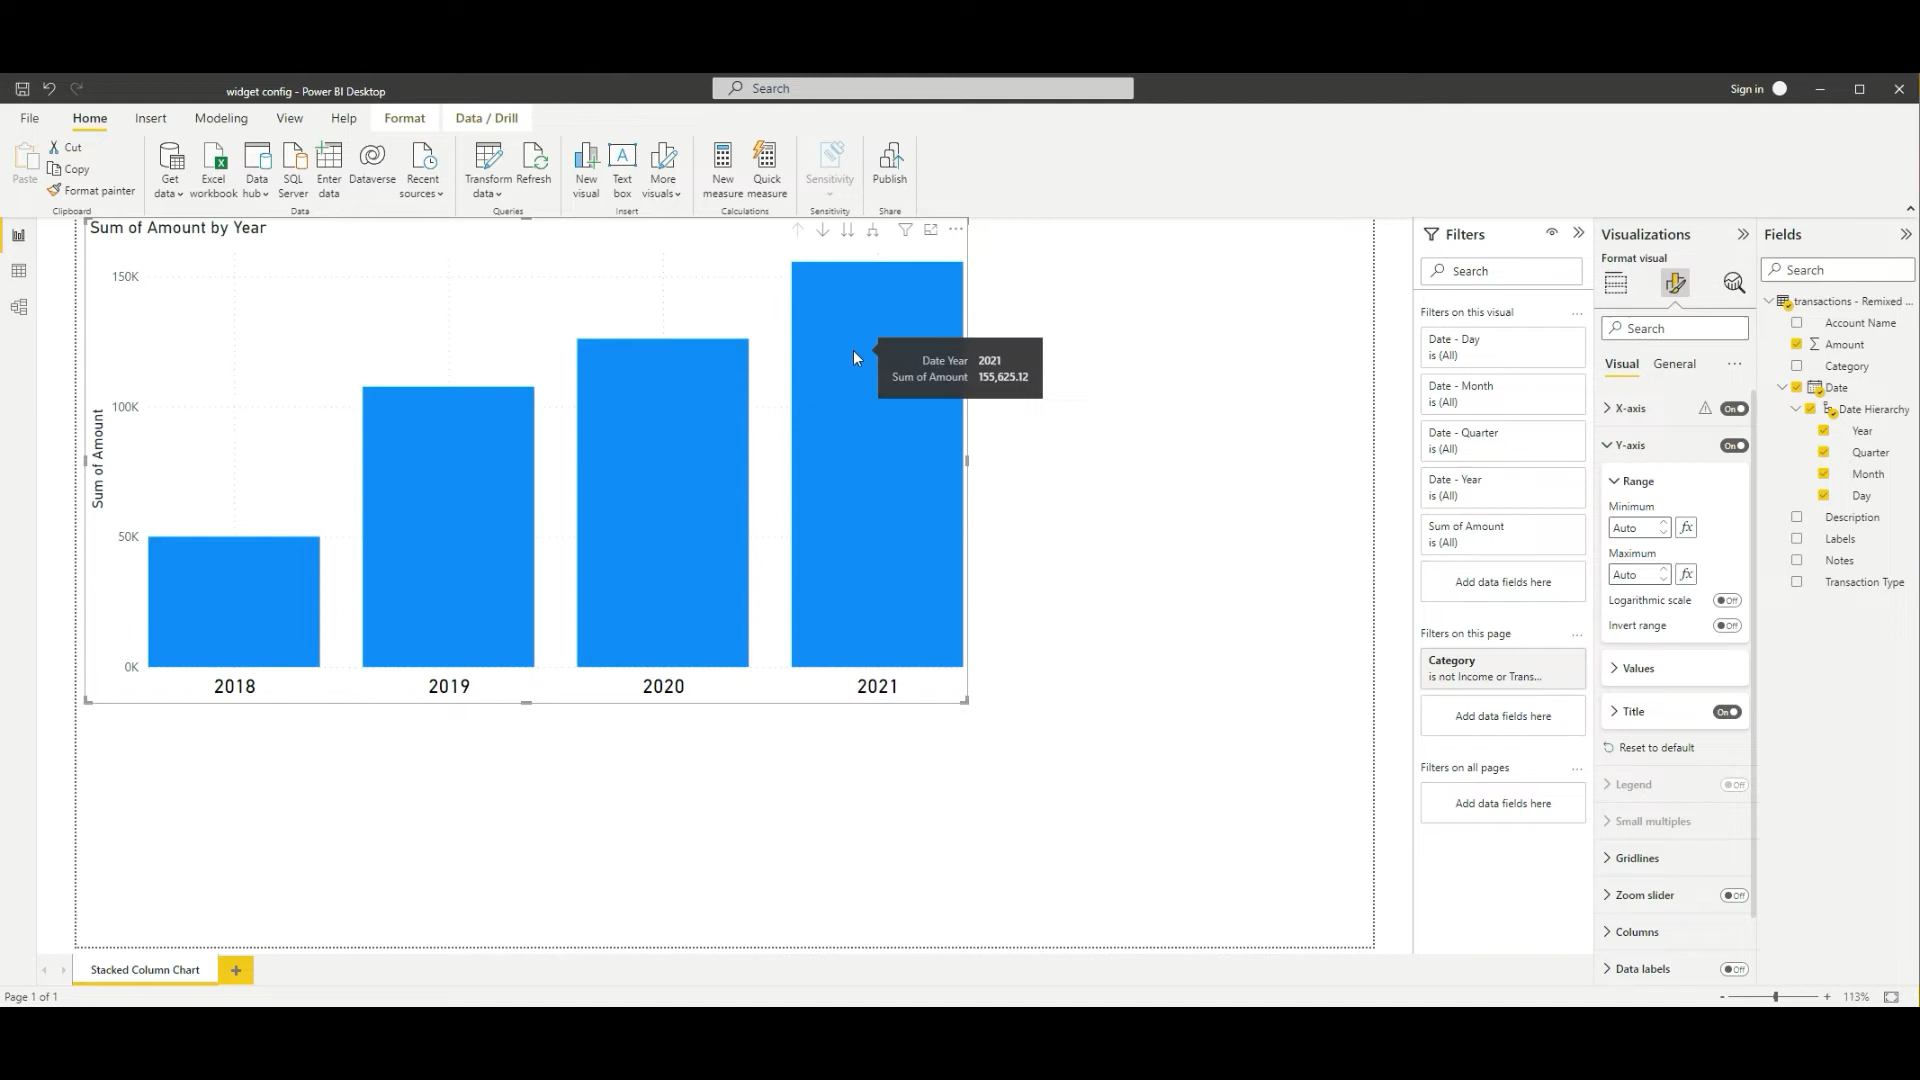 widget config - Power BI Desktop
Search
Sign in
File
Home
Insert
Modeling
View
Help
Format
Data / Drill
Paste
Cut
Copy
Format painter
Clipboard
Get data
Excel workbook
Data hub
SQL Server
Enter data
Dataverse
Recent sources
Data
Transform data
Refresh
Queries
New visual
Text box
More visuals
Insert
New measure
Quick measure
Calculations
Sensitivity
Sensitivity
Publish
Share
Sum of Amount by Year
150K
100K
50K
0K
Sum of Amount
2018
2019
2020
2021
Date Year 2021
Sum of Amount 155,625.12
Filters
Search
Filters on this visual
Date - Day
is (All)
Date - Month
is (All)
Date - Quarter
is (All)
Date - Year
is (All)
Sum of Amount
is (All)
Add data fields here
Filters on this page
Category
is not Income or Trans...
Add data fields here
Filters on all pages
Add data fields here
Visualizations
Format visual
Search
Visual
General
X-axis
On
Y-axis
On
Range
Minimum
Auto
fx
Maximum
Auto
fx
Logarithmic scale
Off
Invert range
Off
Values
Title
On
Reset to default
Legend
Off
Small multiples
Gridlines
Zoom slider
Off
Columns
Data labels
Off
Fields
Search
transactions - Remixed ...
Account Name
Amount
Category
Date
Date Hierarchy
Year
Quarter
Month
Day
Description
Labels
Notes
Transaction Type
Stacked Column Chart
Page 1 of 1
113%